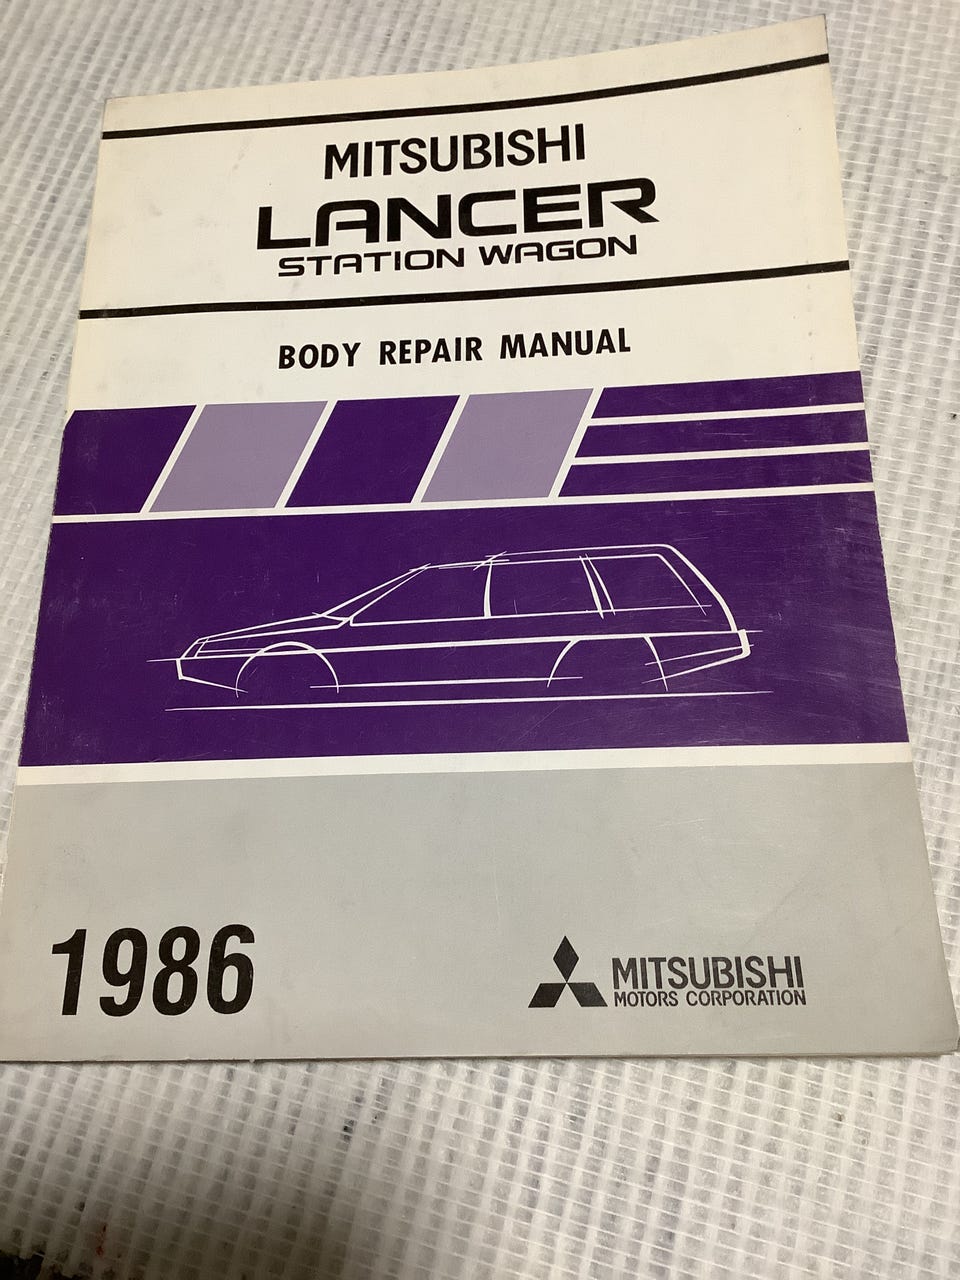 MITSUBISHI
LANCER
STATION WAGON
BODY REPAIR MANUAL
1986
MITSUBISHI
MOTORS CORPORATION